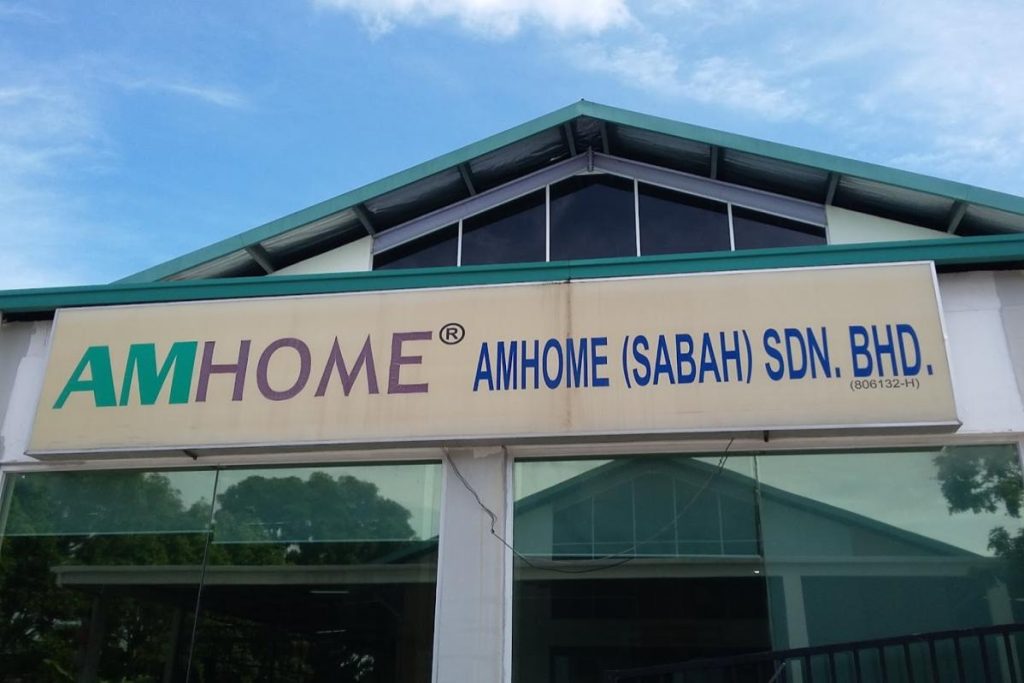 AMHOME® AMHOME (SABAH) SDN. BHD.
(806132-H)